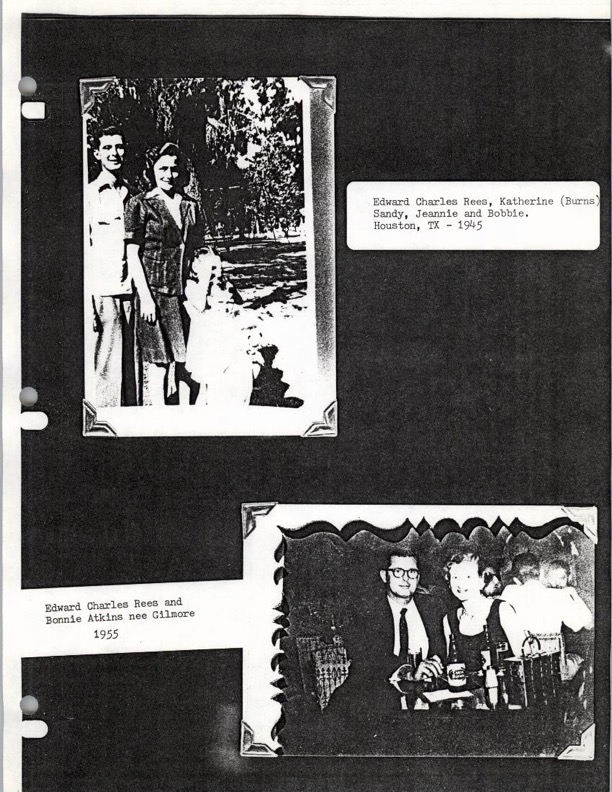 Edward Charles Rees, Katherine (Burns)
Sandy, Jeannie and Bobbie.
Houston, TX - 1945
Edward Charles Rees and
Bonnie Atkins nee Gilmore
1955